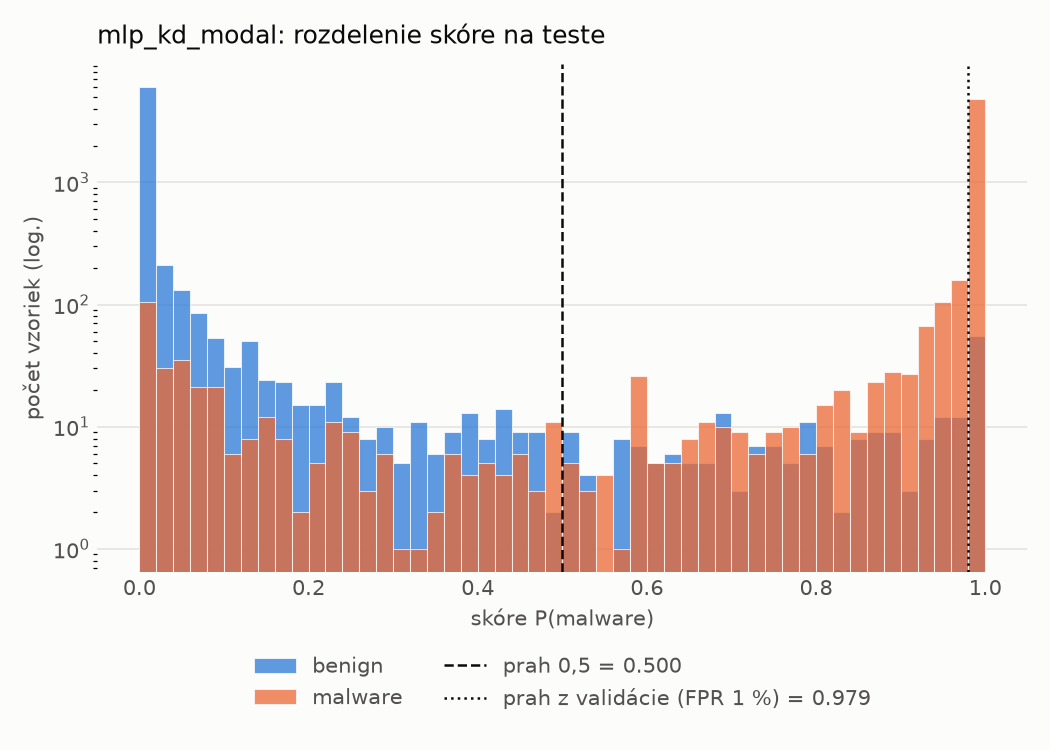 mlp_kd_modal: rozdelenie skóre na teste
počet vzoriek (log.)
10³
10²
10¹
10⁰
0.0 0.2 0.4 0.6 0.8 1.0
skóre P(malware)
benign
malware
prah 0,5 = 0.500
prah z validácie (FPR 1 %) = 0.979